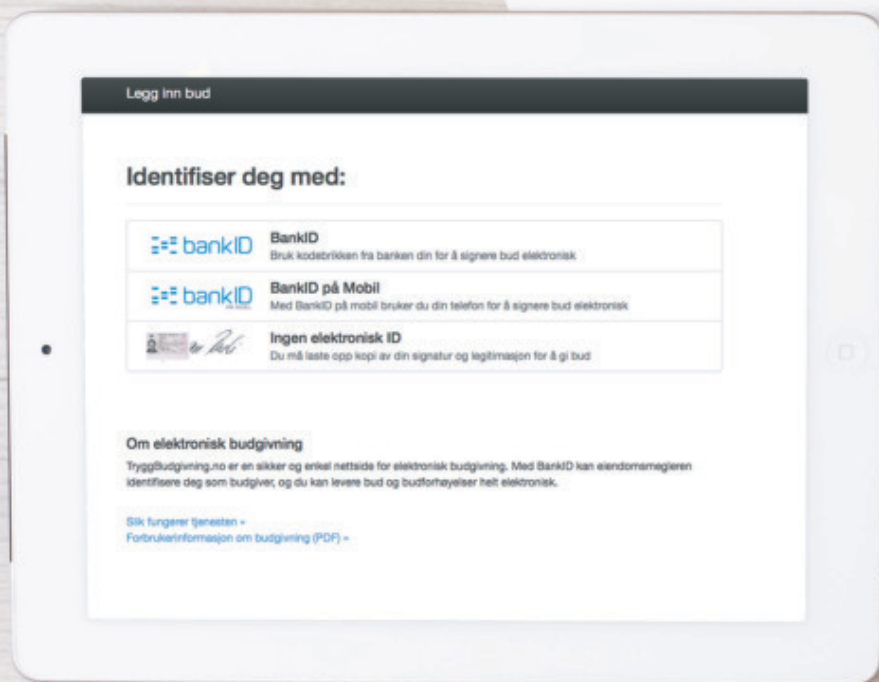 Legg inn bud
Identifiser deg med:
bankID
BankID
Bruk kodebrikken fra banken din for å signere bud elektronisk
bankID
BankID på Mobil
Med BankID på mobil bruker du din telefon for å signere bud elektronisk
Ingen elektronisk ID
Du må laste opp kopi av din signatur og legitimasjon for å gi bud
Om elektronisk budgivning
TryggBudgivning.no er en sikker og enkel nettside for elektronisk budgivning. Med BankID kan eiendomsmegleren
identifisere deg som budgiver, og du kan levere bud og budforhøyelser helt elektronisk.
Slik fungerer tjenesten »
Forbrukerinformasjon om budgivning (PDF) »